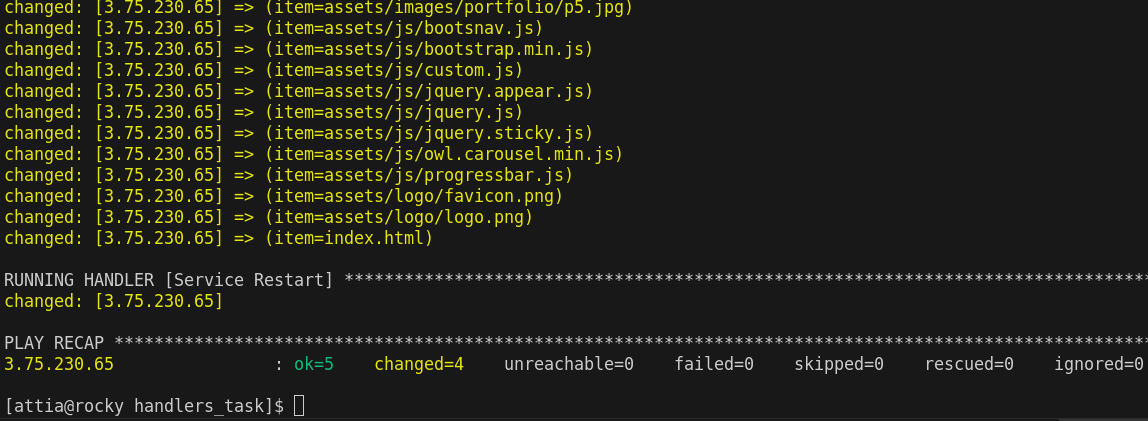 changed: [3.75.230.65] => (item=assets/images/portfolio/p5.jpg)
changed: [3.75.230.65] => (item=assets/js/bootsnav.js)
changed: [3.75.230.65] => (item=assets/js/bootstrap.min.js)
changed: [3.75.230.65] => (item=assets/js/custom.js)
changed: [3.75.230.65] => (item=assets/js/jquery.appear.js)
changed: [3.75.230.65] => (item=assets/js/jquery.js)
changed: [3.75.230.65] => (item=assets/js/jquery.sticky.js)
changed: [3.75.230.65] => (item=assets/js/owl.carousel.min.js)
changed: [3.75.230.65] => (item=assets/js/progressbar.js)
changed: [3.75.230.65] => (item=assets/logo/favicon.png)
changed: [3.75.230.65] => (item=assets/logo/logo.png)
changed: [3.75.230.65] => (item=index.html)
RUNNING HANDLER [Service Restart] *********************************************************************************
changed: [3.75.230.65]
PLAY RECAP ********************************************************************************************************
3.75.230.65                : ok=5    changed=4    unreachable=0    failed=0    skipped=0    rescued=0    ignored=0
[attia@rocky handlers_task]$